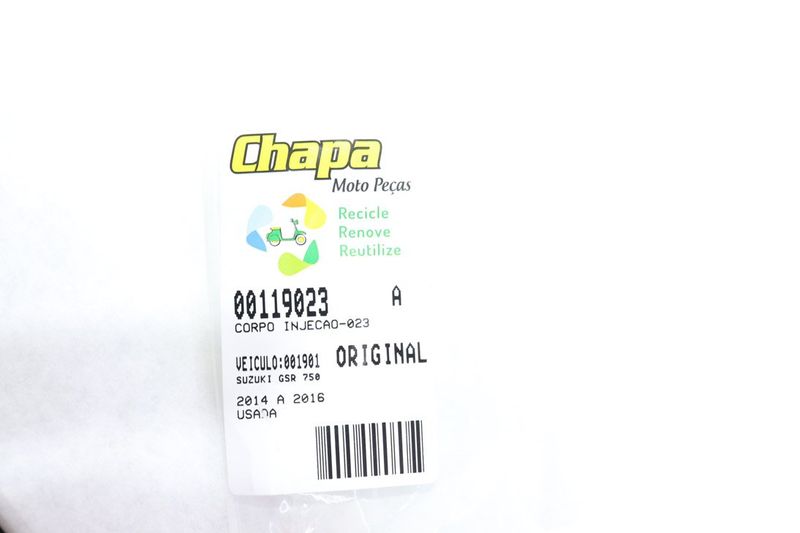 Chapa
Moto Peças
Recicle
Renove
Reutilize
00119023 A
CORPO INJECAO-023
VEICULO:001901 ORIGINAL
SUZUKI GSR 750
2014 A 2016
USADA